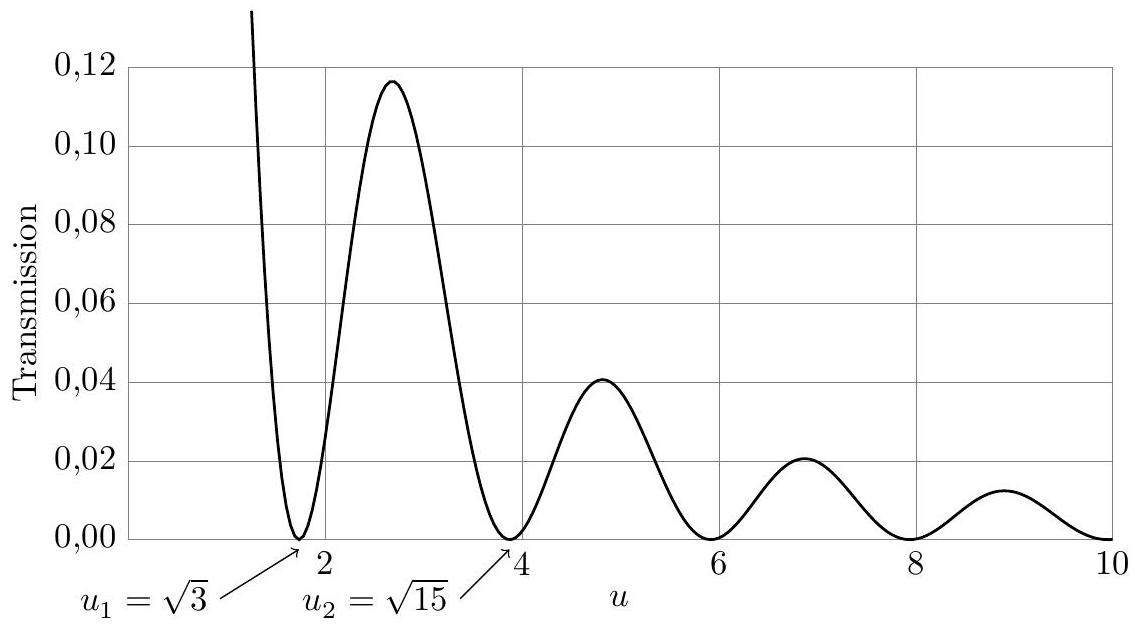 0,12
0,10
0,08
0,06
0,04
0,02
0,00
Transmission
2 4 6 8 10
u₁ = √3 u₂ = √15 u